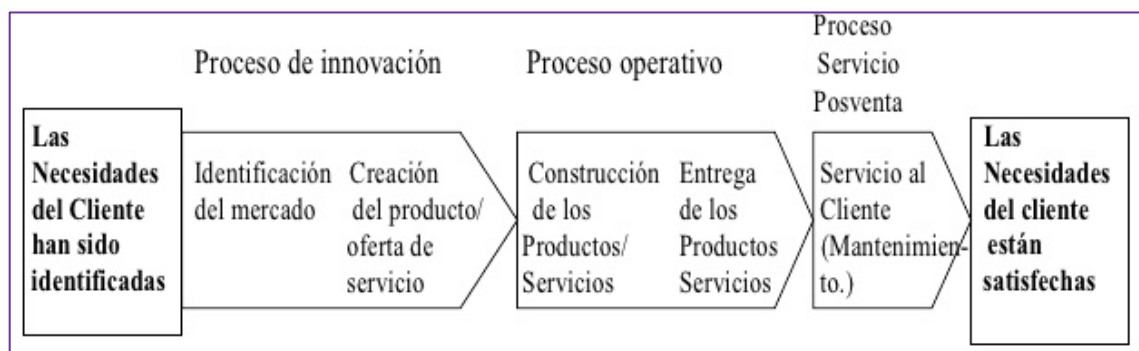 Proceso de innovación
Proceso operativo
Proceso
Servicio
Posventa
Las
Necesidades
del Cliente
han sido
identificadas
Identificación
del mercado
Creación
del producto/
oferta de
servicio
Construcción
de los
Productos/
Servicios
Entrega
de los
Productos
Servicios
Servicio al
Cliente
(Mantenimien-
to.)
Las
Necesidades
del cliente
están
satisfechas